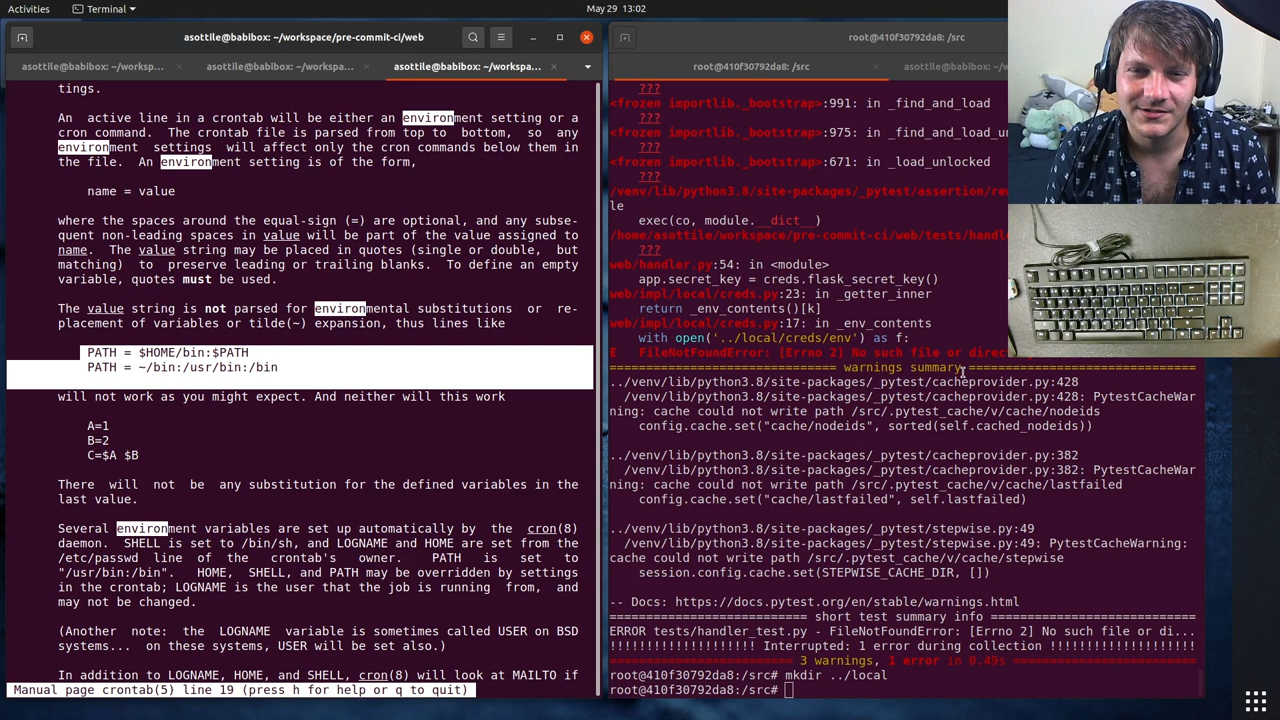 Activities
Terminal
May 29 13:02
asottile@babibox: ~/workspace/pre-commit-ci/web
asottile@babibox: ~/worksp...
asottile@babibox: ~/workspa...
asottile@babibox: ~/workspa...
tings.
An active line in a crontab will be either an environment setting or a
cron command. The crontab file is parsed from top to bottom, so any
environment settings will affect only the cron commands below them in
the file. An environment setting is of the form,
name = value
where the spaces around the equal-sign (=) are optional, and any subse-
quent non-leading spaces in value will be part of the value assigned to
name. The value string may be placed in quotes (single or double, but
matching) to preserve leading or trailing blanks. To define an empty
variable, quotes must be used.
The value string is not parsed for environmental substitutions or re-
placement of variables or tilde(~) expansion, thus lines like
PATH = $HOME/bin:$PATH
PATH = ~/bin:/usr/bin:/bin
will not work as you might expect. And neither will this work
A=1
B=2
C=$A $B
There will not be any substitution for the defined variables in the
last value.
Several environment variables are set up automatically by the cron(8)
daemon. SHELL is set to /bin/sh, and LOGNAME and HOME are set from the
/etc/passwd line of the crontab's owner. PATH is set to
"/usr/bin:/bin". HOME, SHELL, and PATH may be overridden by settings
in the crontab; LOGNAME is the user that the job is running from, and
may not be changed.
(Another note: the LOGNAME variable is sometimes called USER on BSD
systems... on these systems, USER will be set also.)
In addition to LOGNAME, HOME, and SHELL, cron(8) will look at MAILTO if
Manual page crontab(5) line 19 (press h for help or q to quit)
root@410f30792da8: /src
root@410f30792da8: /src
asottile@babibox: ~/works
???
<frozen importlib._bootstrap>:991: in _find_and_load
???
<frozen importlib._bootstrap>:975: in _find_and_load_un
???
<frozen importlib._bootstrap>:671: in _load_unlocked
???
/venv/lib/python3.8/site-packages/_pytest/assertion/rew
le
exec(co, module.__dict__)
/home/asottile/workspace/pre-commit-ci/web/tests/handle
???
web/handler.py:54: in <module>
app.secret_key = creds.flask_secret_key()
web/impl/local/creds.py:23: in _getter_inner
return _env_contents()[k]
web/impl/local/creds.py:17: in _env_contents
with open('../local/creds/env') as f:
E FileNotFoundError: [Errno 2] No such file or direc
============================= warnings summary =============================
../venv/lib/python3.8/site-packages/_pytest/cacheprovider.py:428
/venv/lib/python3.8/site-packages/_pytest/cacheprovider.py:428: PytestCacheWar
ning: cache could not write path /src/.pytest_cache/v/cache/nodeids
config.cache.set("cache/nodeids", sorted(self.cached_nodeids))
../venv/lib/python3.8/site-packages/_pytest/cacheprovider.py:382
/venv/lib/python3.8/site-packages/_pytest/cacheprovider.py:382: PytestCacheWar
ning: cache could not write path /src/.pytest_cache/v/cache/lastfailed
config.cache.set("cache/lastfailed", self.lastfailed)
../venv/lib/python3.8/site-packages/_pytest/stepwise.py:49
/venv/lib/python3.8/site-packages/_pytest/stepwise.py:49: PytestCacheWarning:
cache could not write path /src/.pytest_cache/v/cache/stepwise
session.config.cache.set(STEPWISE_CACHE_DIR, [])
-- Docs: https://docs.pytest.org/en/stable/warnings.html
========================= short test summary info ==========================
ERROR tests/handler_test.py - FileNotFoundError: [Errno 2] No such file or di...
!!!!!!!!!!!!!!!!!!!! Interrupted: 1 error during collection !!!!!!!!!!!!!!!!!!!!
========================= 3 warnings, 1 error in 0.49s =========================
root@410f30792da8:/src# mkdir ../local
root@410f30792da8:/src#